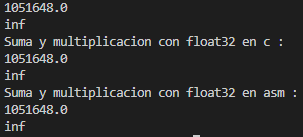 1051648.0
inf
Suma y multiplicacion con float32 en c :
1051648.0
inf
Suma y multiplicacion con float32 en asm :
1051648.0
inf